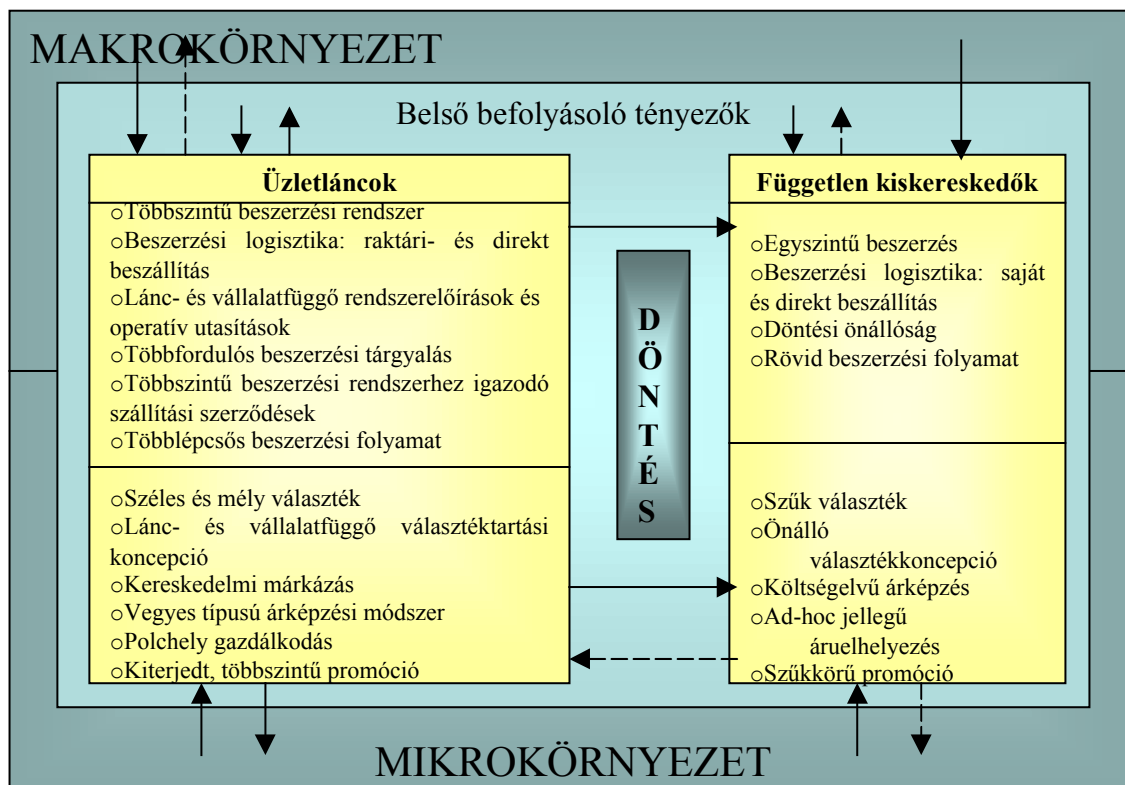 MAKROKÖRNYEZET
Belső befolyásoló tényezők
Üzletláncok
oTöbbszintű beszerzési rendszer
oBeszerzési logisztika: raktári- és direkt
beszállítás
oLánc- és vállalatfüggő rendszerelőírások és
operatív utasítások
oTöbbfordulós beszerzési tárgyalás
oTöbbszintű beszerzési rendszerhez igazodó
szállítási szerződések
oTöbblépcsős beszerzési folyamat
oSzéles és mély választék
oLánc- és vállalatfüggő választéktartási
koncepció
oKereskedelmi márkázás
oVegyes típusú árképzési módszer
oPolchely gazdálkodás
oKiterjedt, többszintű promóció
D
Ö
N
T
É
S
Független kiskereskedők
oEgyszintű beszerzés
oBeszerzési logisztika: saját
és direkt beszállítás
oDöntési önállóság
oRövid beszerzési folyamat
oSzűk választék
oÖnálló
választékkoncepció
oKöltségelvű árképzés
oAd-hoc jellegű
áruelhelyezés
oSzűkkörű promóció
MIKROKÖRNYEZET